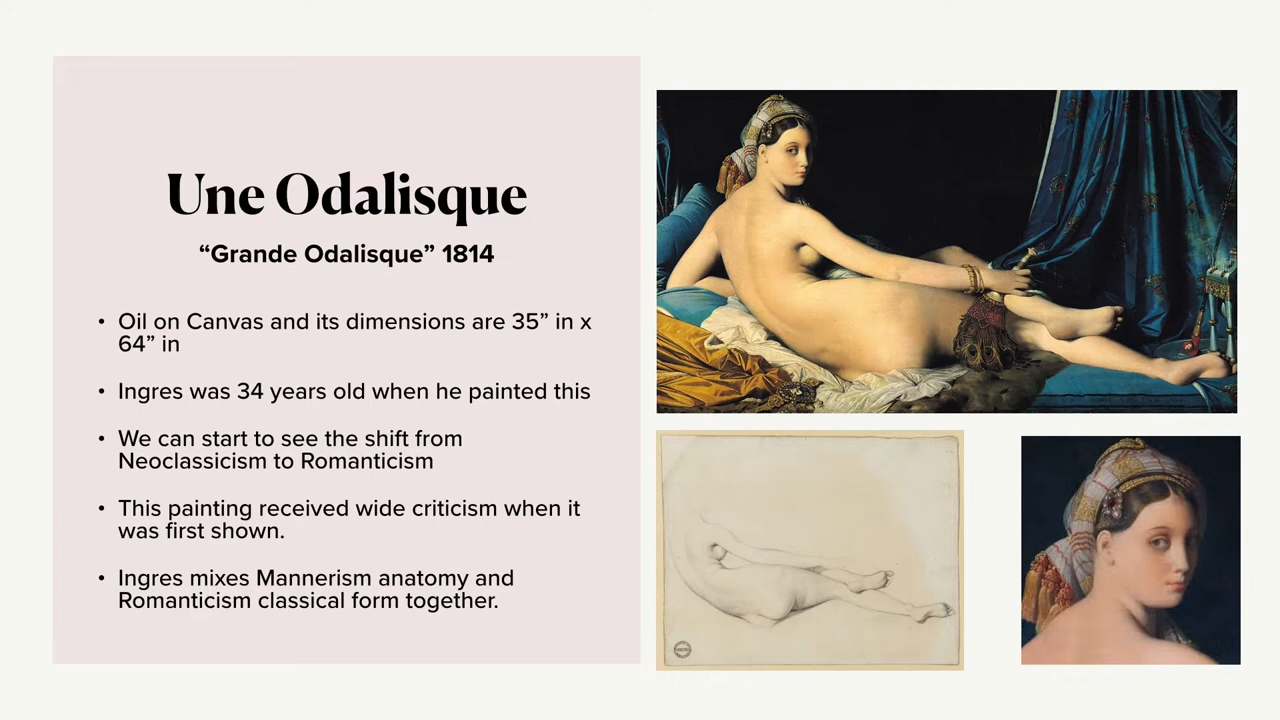 Une Odalisque
“Grande Odalisque” 1814
• Oil on Canvas and its dimensions are 35” in x
64” in
• Ingres was 34 years old when he painted this
• We can start to see the shift from
Neoclassicism to Romanticism
• This painting received wide criticism when it
was first shown.
• Ingres mixes Mannerism anatomy and
Romanticism classical form together.